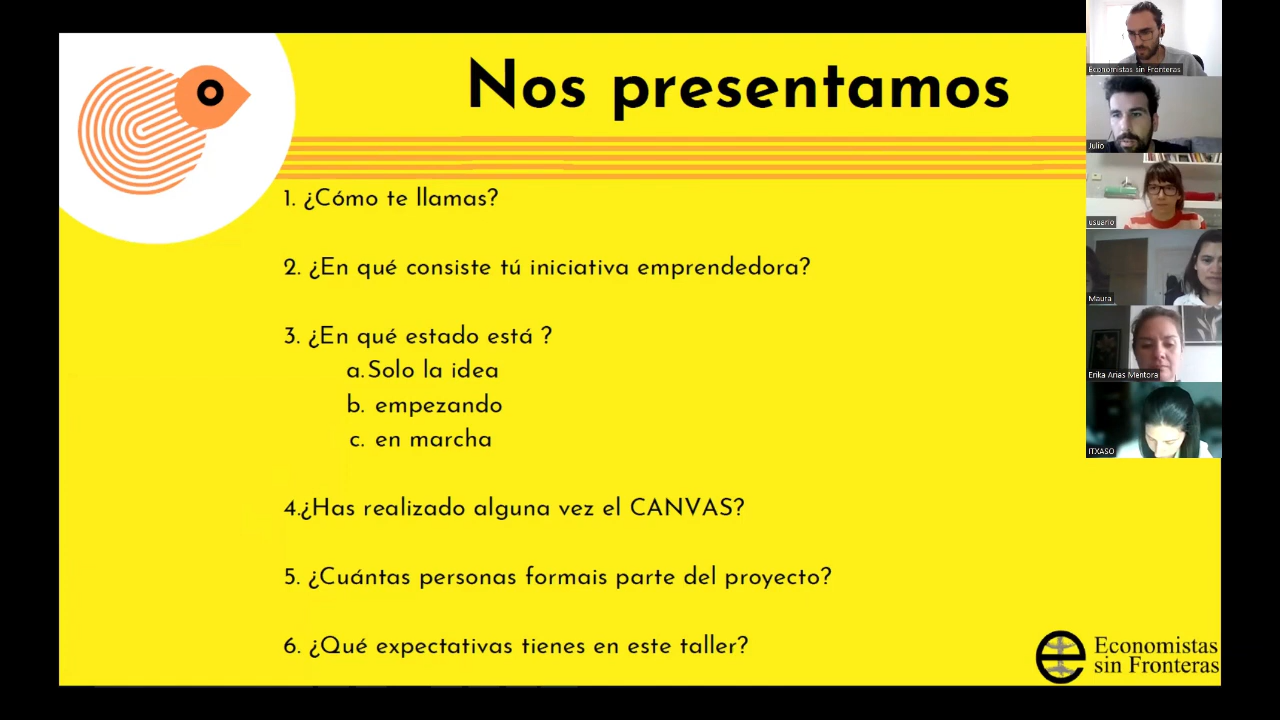 Nos presentamos
1. ¿Cómo te llamas?
2. ¿En qué consiste tú iniciativa emprendedora?
3. ¿En qué estado está ?
a. Solo la idea
b. empezando
c. en marcha
4.¿Has realizado alguna vez el CANVAS?
5. ¿Cuántas personas formais parte del proyecto?
6. ¿Qué expectativas tienes en este taller?
Economistas
sin Fronteras
Economistas sin Fronteras
Julio
usuario
Maura
Erika Arias Mentora
ITXASO